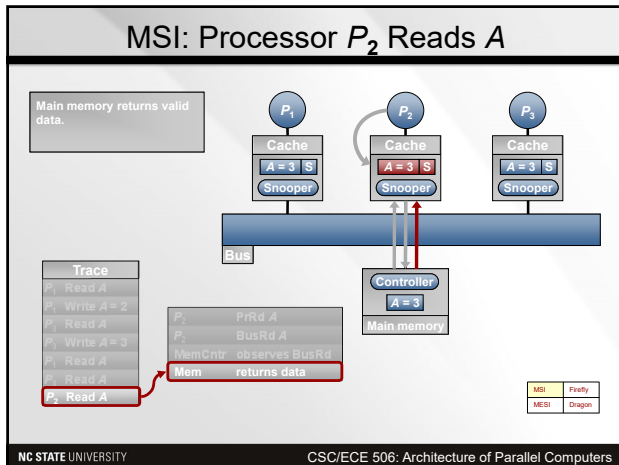 MSI: Processor P₂ Reads A
Main memory returns valid
data.
P₁
P₂
P₃
Cache
Cache
Cache
A = 3 S
A = 3 S
A = 3 S
Snooper
Snooper
Snooper
Bus
Controller
A = 3
Main memory
Trace
P₁ Read A
P₁ Write A = 2
P₃ Read A
P₃ Write A = 3
P₁ Read A
P₃ Read A
P₂ Read A
P₂ PrRd A
P₂ BusRd A
MemCntr observes BusRd
Mem returns data
MSI Firefly
MESI Dragon
NC STATE UNIVERSITY
CSC/ECE 506: Architecture of Parallel Computers